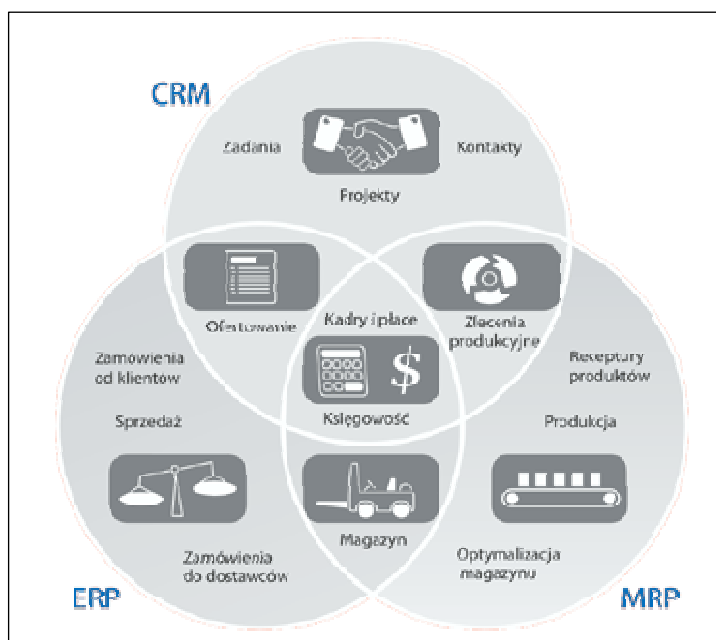 CRM
Zadania
Kontakty
Projekty
Ofertowanie
Kadry i płace
Zlecenia
produkcyjne
Zamówienia
od klientów
Receptury
produktów
$
Sprzedaż
Księgowość
Produkcja
Magazyn
Zamówienia
do dostawców
Optymalizacja
magazynu
ERP
MRP